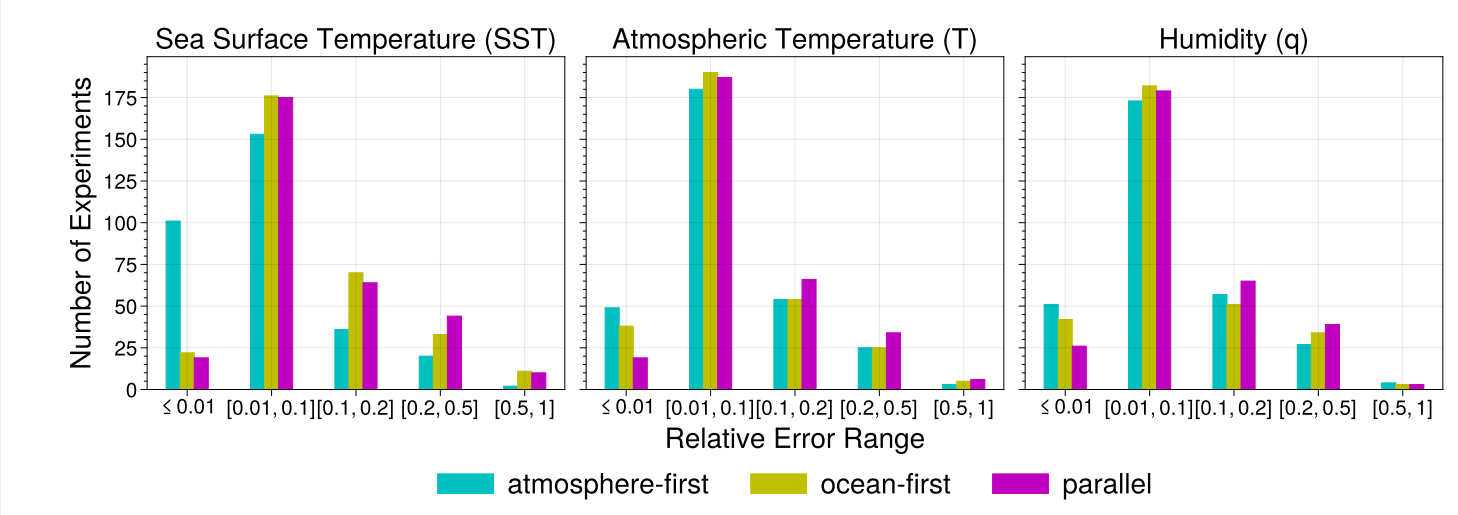 Sea Surface Temperature (SST)
Atmospheric Temperature (T)
Humidity (q)
Number of Experiments
175
150
125
100
75
50
25
0
≤ 0.01 [0.01, 0.1] [0.1, 0.2] [0.2, 0.5] [0.5, 1]
≤ 0.01 [0.01, 0.1] [0.1, 0.2] [0.2, 0.5] [0.5, 1]
≤ 0.01 [0.01, 0.1] [0.1, 0.2] [0.2, 0.5] [0.5, 1]
Relative Error Range
atmosphere-first ocean-first parallel